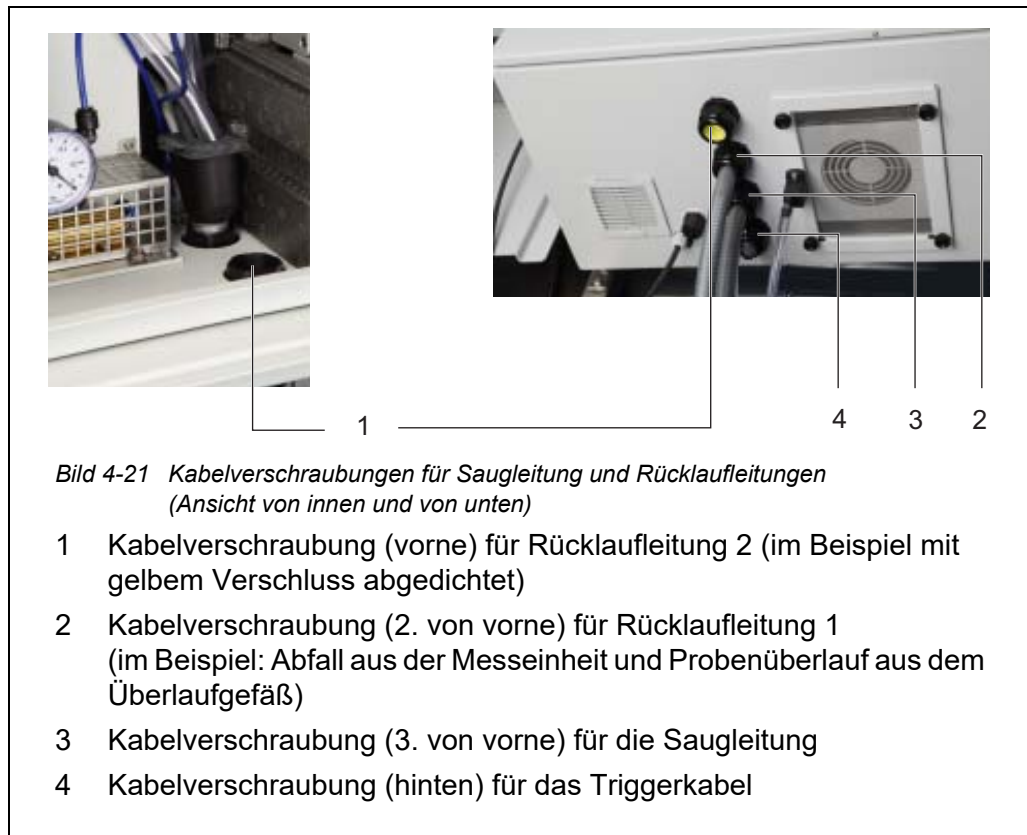 1
4
3
2
Bild 4-21 Kabelverschraubungen für Saugleitung und Rücklaufleitungen
(Ansicht von innen und von unten)
1 Kabelverschraubung (vorne) für Rücklaufleitung 2 (im Beispiel mit
gelbem Verschluss abgedichtet)
2 Kabelverschraubung (2. von vorne) für Rücklaufleitung 1
(im Beispiel: Abfall aus der Messeinheit und Probenüberlauf aus dem
Überlaufgefäß)
3 Kabelverschraubung (3. von vorne) für die Saugleitung
4 Kabelverschraubung (hinten) für das Triggerkabel